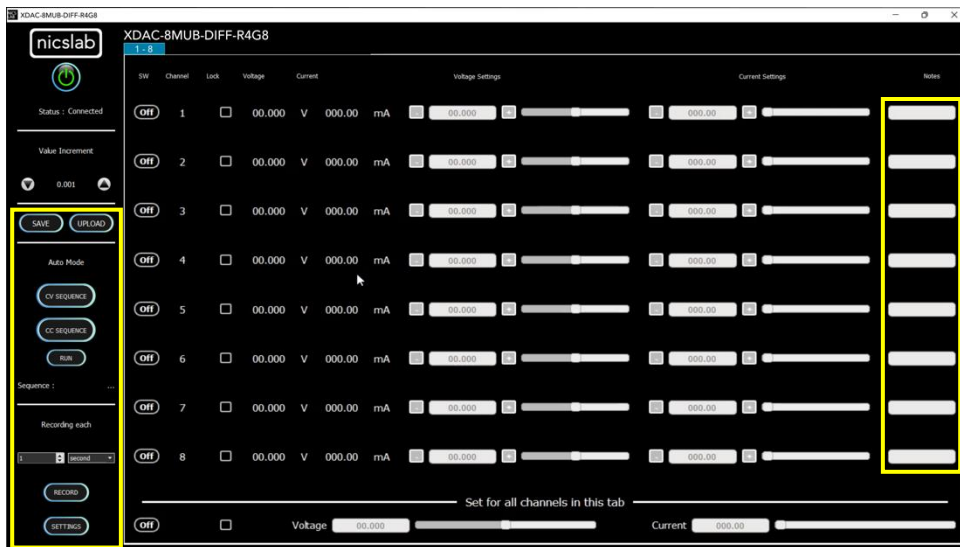 XDAC-8MUB-DIFF-R4G8
nicslab
XDAC-8MUB-DIFF-R4G8
1 - 8
SW Channel Lock Voltage Current Voltage Settings Current Settings Notes
Status : Connected
Value Increment
0.001
SAVE UPLOAD
Auto Mode
CV SEQUENCE
CC SEQUENCE
RUN
Sequence : ...
Recording each
1 second
RECORD
SETTINGS
Off 1 00.000 V 000.00 mA - 00.000 + - 000.00 +
Off 2 00.000 V 000.00 mA - 00.000 + - 000.00 +
Off 3 00.000 V 000.00 mA - 00.000 + - 000.00 +
Off 4 00.000 V 000.00 mA - 00.000 + - 000.00 +
Off 5 00.000 V 000.00 mA - 00.000 + - 000.00 +
Off 6 00.000 V 000.00 mA - 00.000 + - 000.00 +
Off 7 00.000 V 000.00 mA - 00.000 + - 000.00 +
Off 8 00.000 V 000.00 mA - 00.000 + - 000.00 +
Set for all channels in this tab
Off Voltage 00.000 Current 000.00